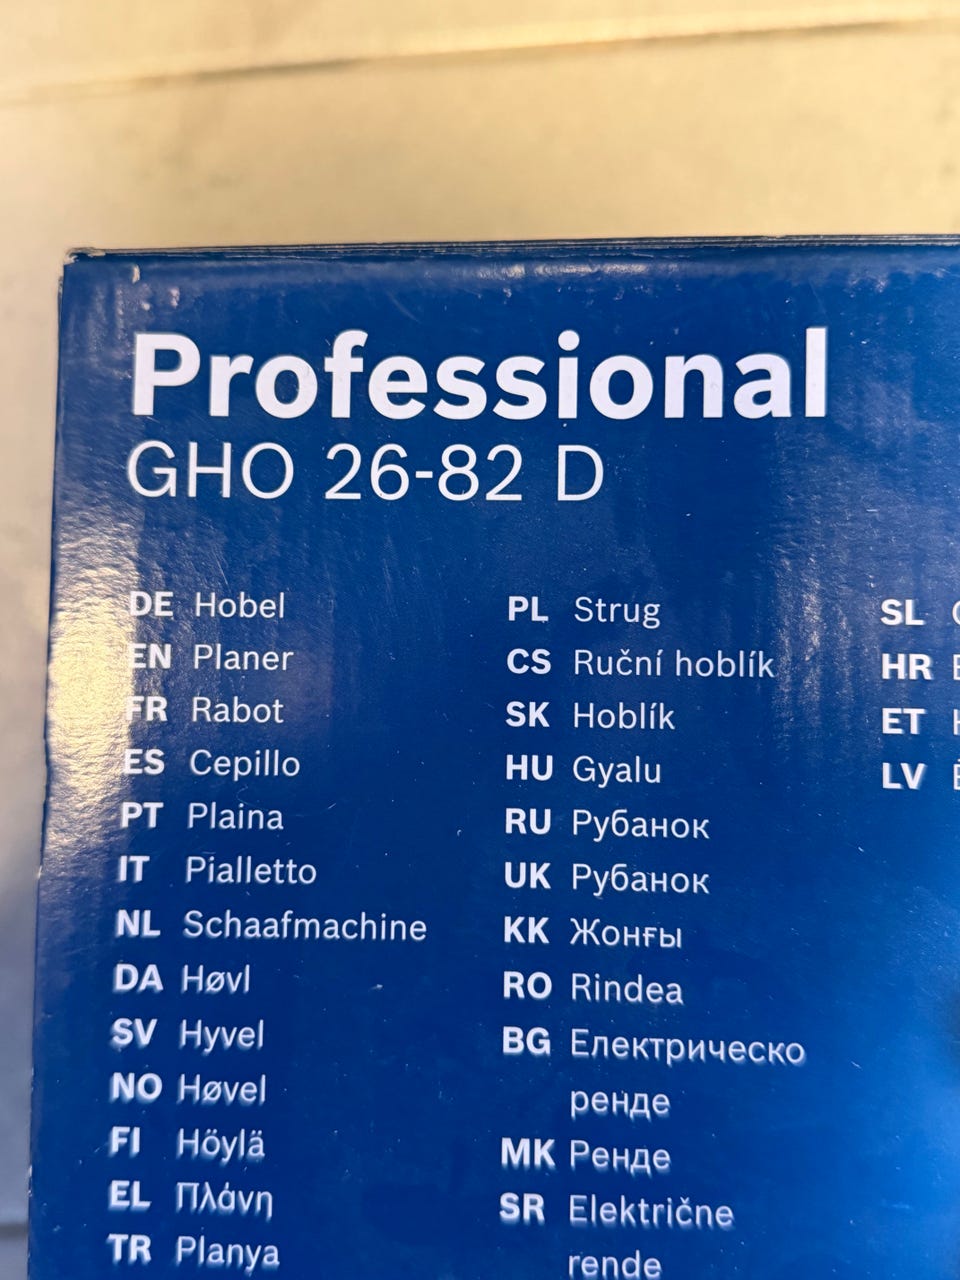 Professional
GHO 26-82 D
DE Hobel
EN Planer
FR Rabot
ES Cepillo
PT Plaina
IT Pialletto
NL Schaafmachine
DA Høvl
SV Hyvel
NO Høvel
FI Höylä
EL Πλάνη
TR Planya
PL Strug
CS Ruční hoblík
SK Hoblík
HU Gyalu
RU Рубанок
UK Рубанок
KK Жонғы
RO Rindea
BG Електрическо
ренде
MK Ренде
SR Električne
rende
SL
HR
ET
LV